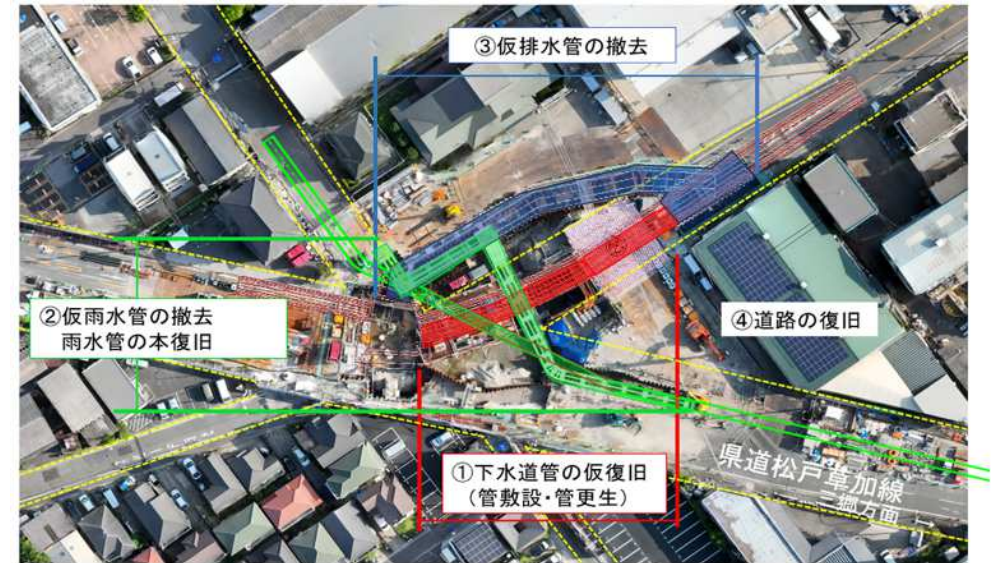 ③仮排水管の撤去
②仮雨水管の撤去
雨水管の本復旧
④道路の復旧
①下水道管の仮復旧
(管敷設・管更生)
県道松戸草加線
三郷方面